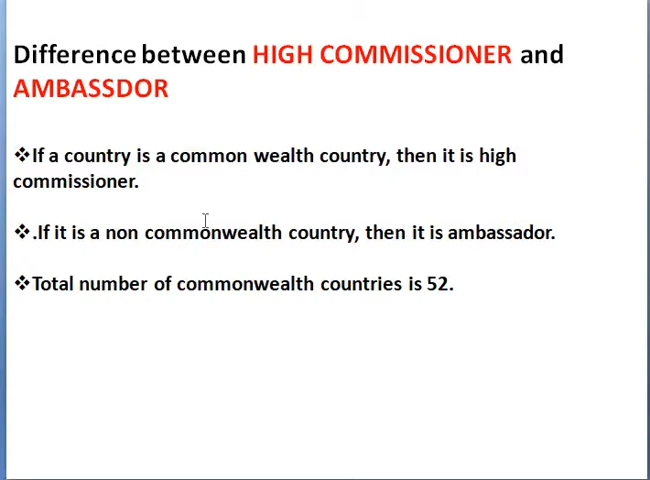 Difference between HIGH COMMISSIONER and
AMBASSDOR
❖If a country is a common wealth country, then it is high
commissioner.
❖.If it is a non commonwealth country, then it is ambassador.
❖Total number of commonwealth countries is 52.